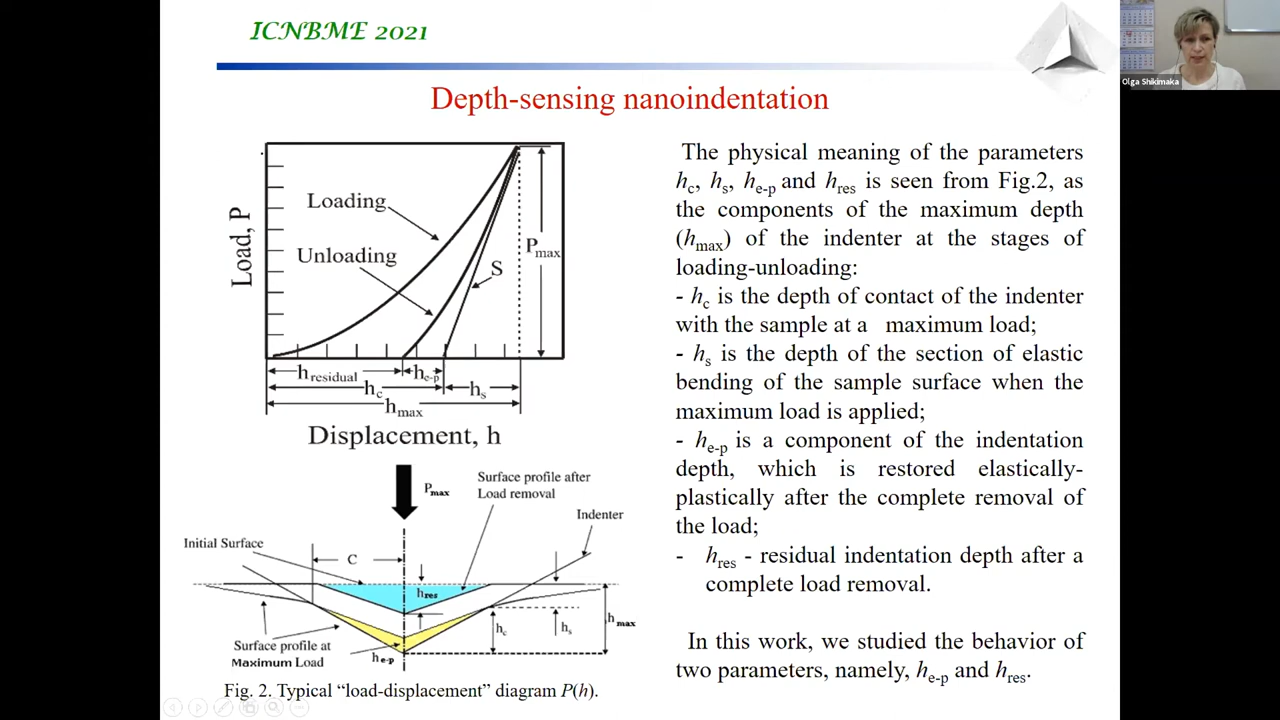 ICNBME 2021
Olga Shikimaka
Depth-sensing nanoindentation
Load, P
Loading
Unloading
S
Pmax
hresidual
he-p
hc
hs
hmax
Displacement, h
Pmax
Surface profile after
Load removal
Indenter
Initial Surface
C
hres
hc
hs
hmax
Surface profile at
Maximum Load
he-p
Fig. 2. Typical “load-displacement” diagram P(h).
The physical meaning of the parameters
hc, hs, he-p and hres is seen from Fig.2, as
the components of the maximum depth
(hmax) of the indenter at the stages of
loading-unloading:
- hc is the depth of contact of the indenter
with the sample at a maximum load;
- hs is the depth of the section of elastic
bending of the sample surface when the
maximum load is applied;
- he-p is a component of the indentation
depth, which is restored elastically-
plastically after the complete removal of
the load;
- hres - residual indentation depth after a
complete load removal.
In this work, we studied the behavior of
two parameters, namely, he-p and hres.